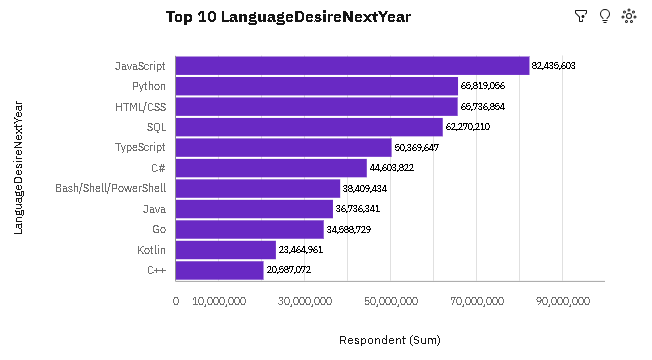 Top 10 LanguageDesireNextYear
LanguageDesireNextYear
JavaScript 82,435,603
Python 65,819,056
HTML/CSS 65,736,854
SQL 62,270,210
TypeScript 50,369,647
C# 44,603,822
Bash/Shell/PowerShell 38,409,434
Java 36,736,341
Go 34,588,729
Kotlin 23,464,961
C++ 20,587,072
0 10,000,000 30,000,000 50,000,000 70,000,000 90,000,000
Respondent (Sum)